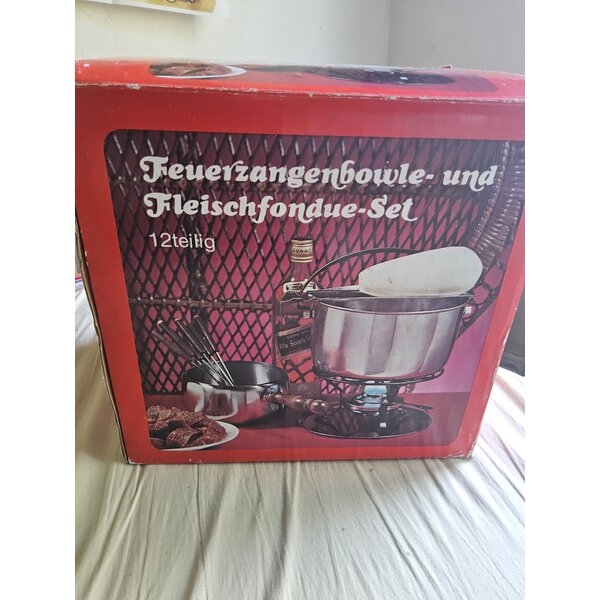 Feuerzangenbowle- und
Fleischfondue-Set
12teilig